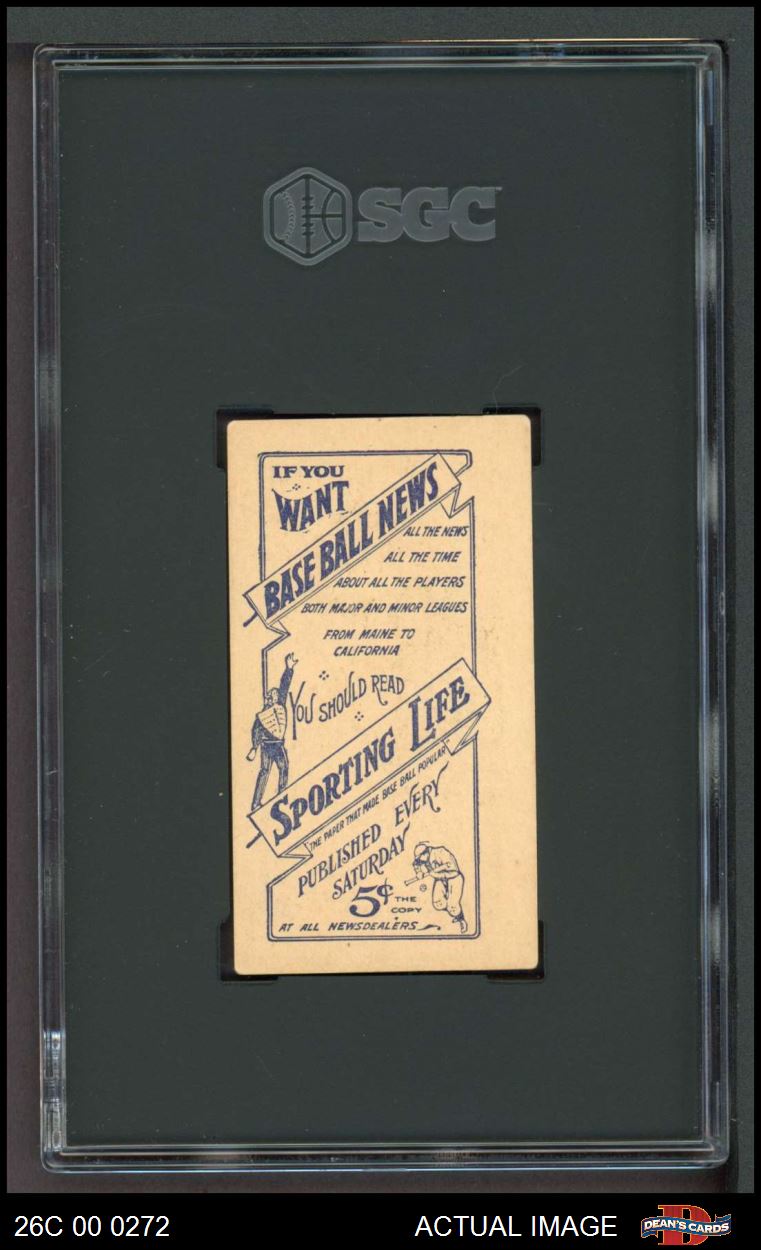 SGC
IF YOU
WANT
BASE BALL NEWS
ALL THE NEWS
ALL THE TIME
ABOUT ALL THE PLAYERS
BOTH MAJOR AND MINOR LEAGUES
FROM MAINE TO
CALIFORNIA
YOU SHOULD READ
SPORTING LIFE
"THE PAPER THAT MADE BASE BALL POPULAR"
PUBLISHED EVERY
SATURDAY
5¢ THE
COPY
AT ALL NEWSDEALERS
26C 00 0272
ACTUAL IMAGE
DEAN'S CARDS